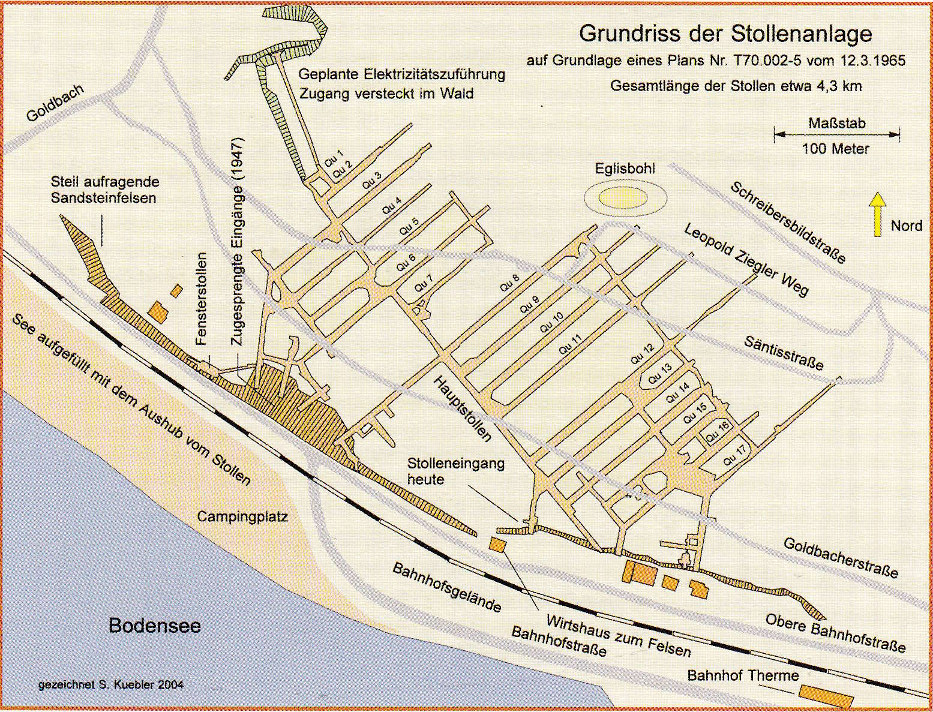 Grundriss der Stollenanlage
auf Grundlage eines Plans Nr. T70.002-5 vom 12.3.1965
Gesamtlänge der Stollen etwa 4,3 km
Maßstab
100 Meter
Nord
Geplante Elektrizitätszuführung
Zugang versteckt im Wald
Goldbach
Steil aufragende
Sandsteinfelsen
Fensterstollen
Zugesprengte Eingänge (1947)
Qu 1
Qu 2
Qu 3
Qu 4
Qu 5
Qu 6
Qu 7
Qu 8
Qu 9
Qu 10
Qu 11
Qu 12
Qu 13
Qu 14
Qu 15
Qu 16
Qu 17
Eglisbohl
Schreibersbildstraße
Leopold Ziegler Weg
Säntisstraße
Hauptstollen
Stolleneingang
heute
See aufgefüllt mit dem Aushub vom Stollen
Campingplatz
Goldbacherstraße
Obere Bahnhofstraße
Bahnhofsgelände
Wirtshaus zum Felsen
Bahnhofstraße
Bahnhof Therme
Bodensee
gezeichnet S. Kuebler 2004